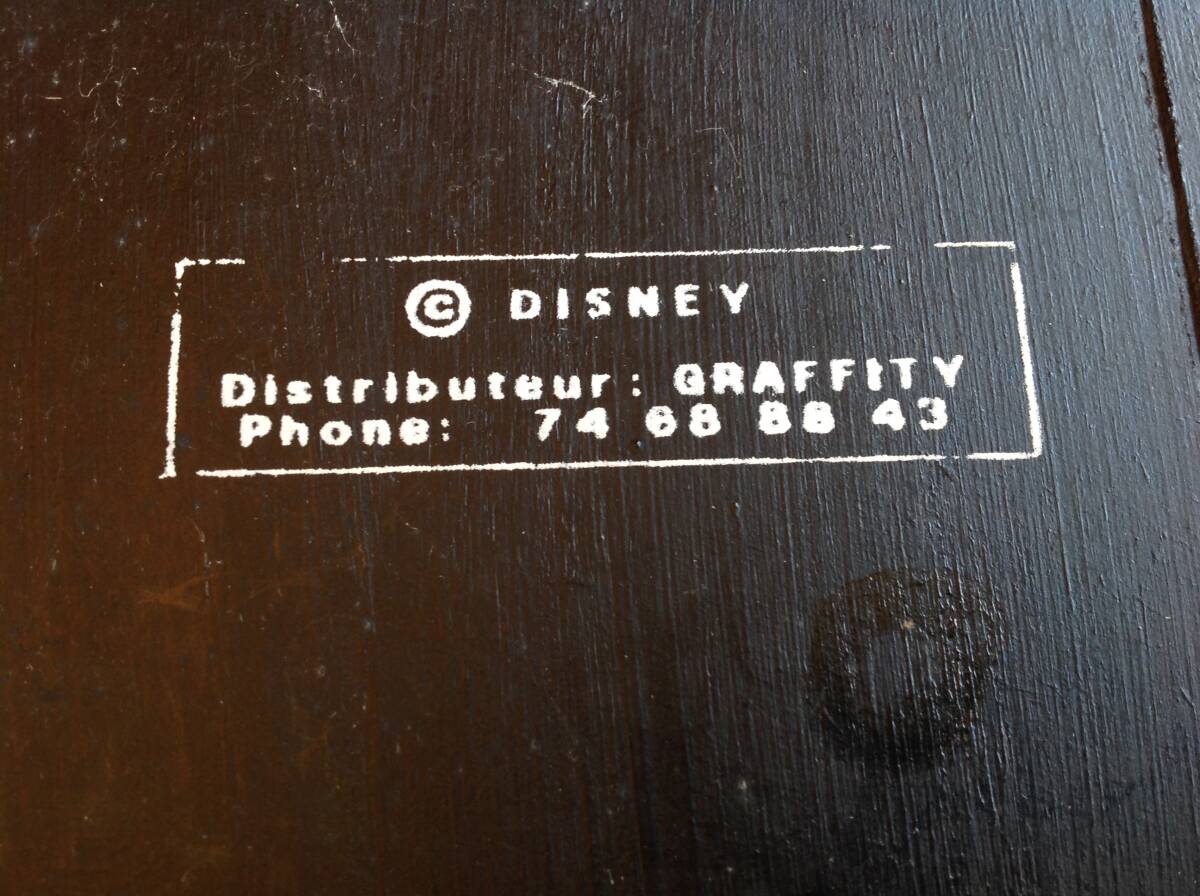 © DISNEY
Distributeur: GRAFFITY
Phone: 74 68 88 43